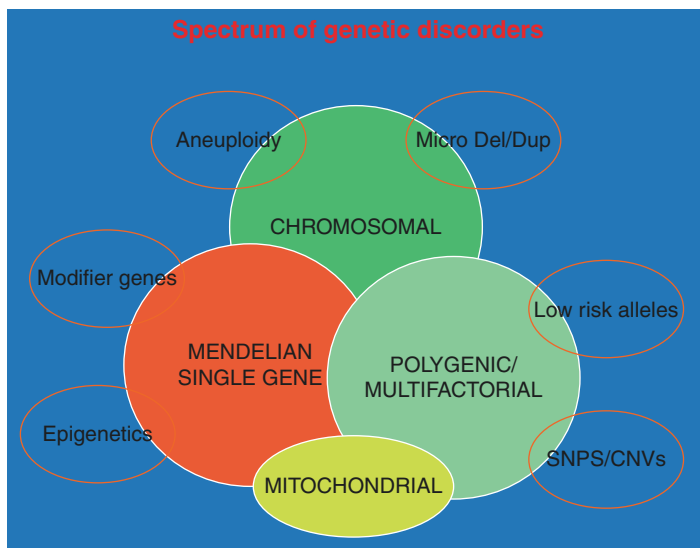 Spectrum of genetic discorders
Aneuploidy
Micro Del/Dup
CHROMOSOMAL
Modifier genes
Low risk alleles
MENDELIAN
SINGLE GENE
POLYGENIC/
MULTIFACTORIAL
Epigenetics
SNPS/CNVs
MITOCHONDRIAL